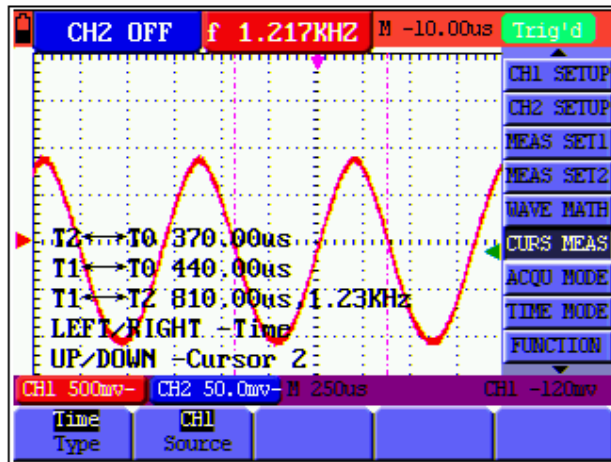 CH2 OFF f 1.217KHZ M -10.00us Trig'd
CH1 SETUP
CH2 SETUP
MEAS SET1
MEAS SET2
WAVE MATH
CURS MEAS
ACQU MODE
TIME MODE
FUNCTION
T2←→T0 370.00us
T1←→T0 440.00us
T1←→T2 810.00us,1.23KHz
LEFT/RIGHT -Time
UP/DOWN -Cursor 2
CH1 500mv- CH2 50.0mv- M 250us CH1 -120mv
Time
Type
CH1
Source